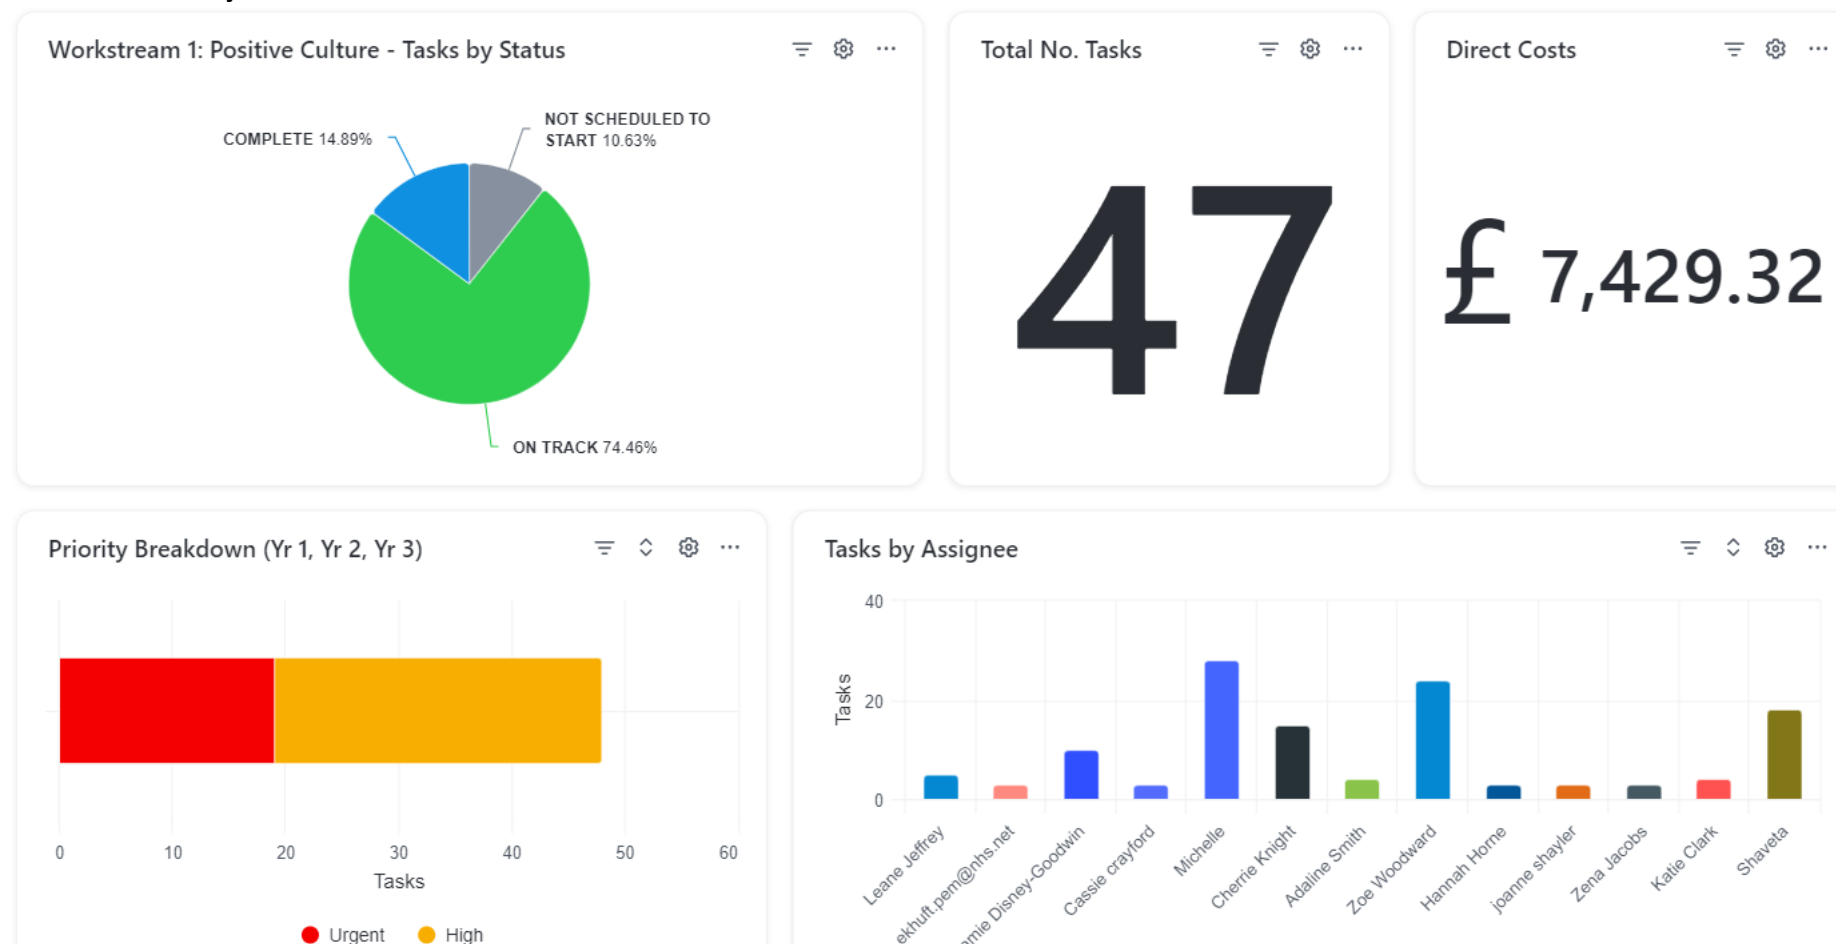 Workstream 1: Positive Culture - Tasks by Status
COMPLETE 14.89%
NOT SCHEDULED TO
START 10.63%
ON TRACK 74.46%
Total No. Tasks
47
Direct Costs
£ 7,429.32
Priority Breakdown (Yr 1, Yr 2, Yr 3)
0 10 20 30 40 50 60
Tasks
Urgent High
Tasks by Assignee
40
20
0
Tasks
Leane Jeffrey
ekhuft.pem@nhs.net
Disney-Goodwin
Cassie crayford
Michelle
Cherrie Knight
Adaline Smith
Zoe Woodward
Hannah Horne
joanne shayler
Zena Jacobs
Katie Clark
Shaveta